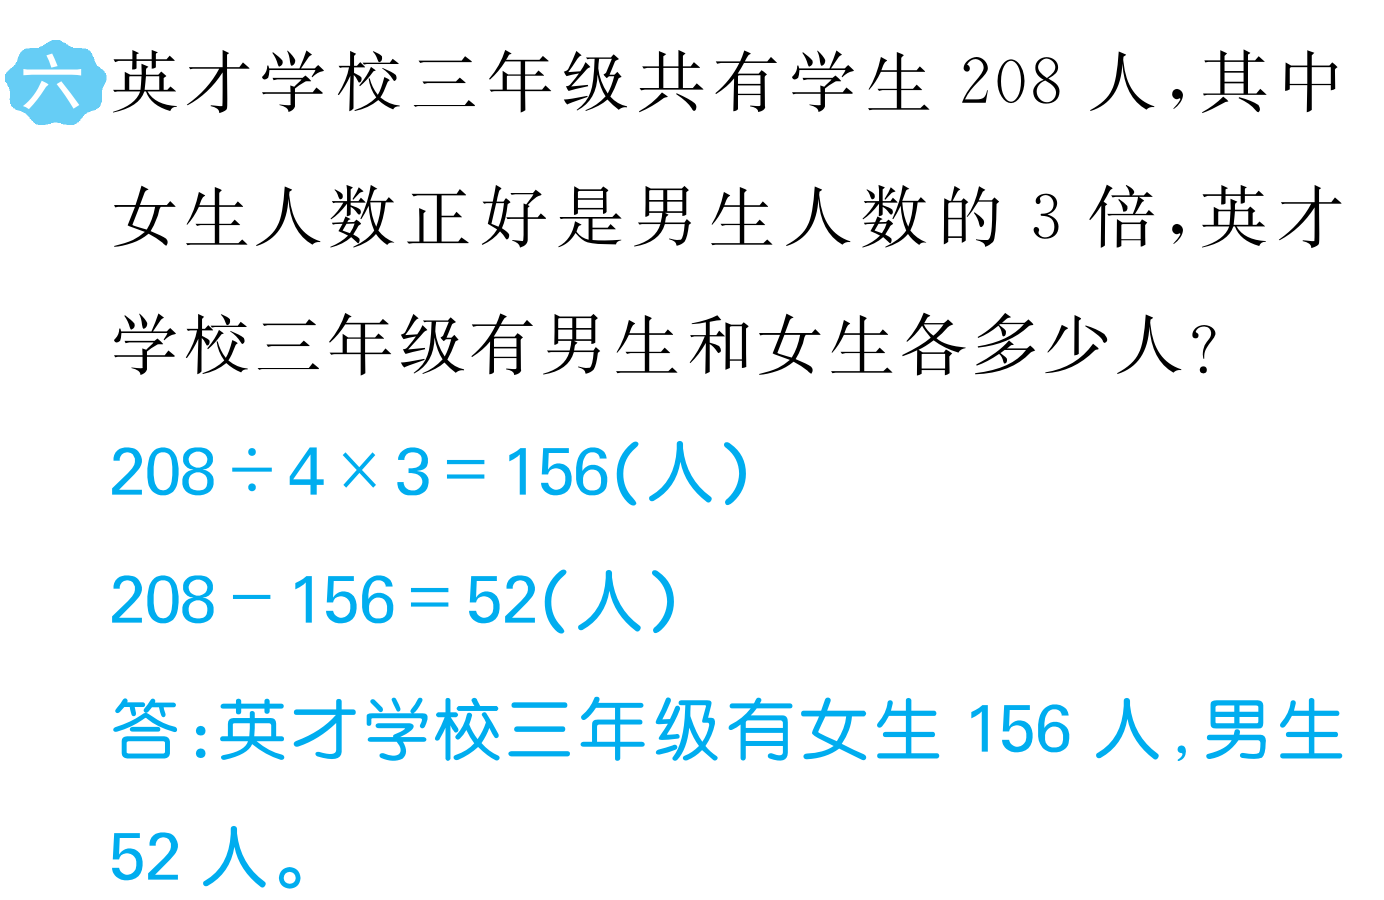 六 英才学校三年级共有学生 208 人,其中
女生人数正好是男生人数的 3 倍,英才
学校三年级有男生和女生各多少人?
208÷4×3=156(人)
208-156=52(人)
答:英才学校三年级有女生 156 人,男生
52 人。